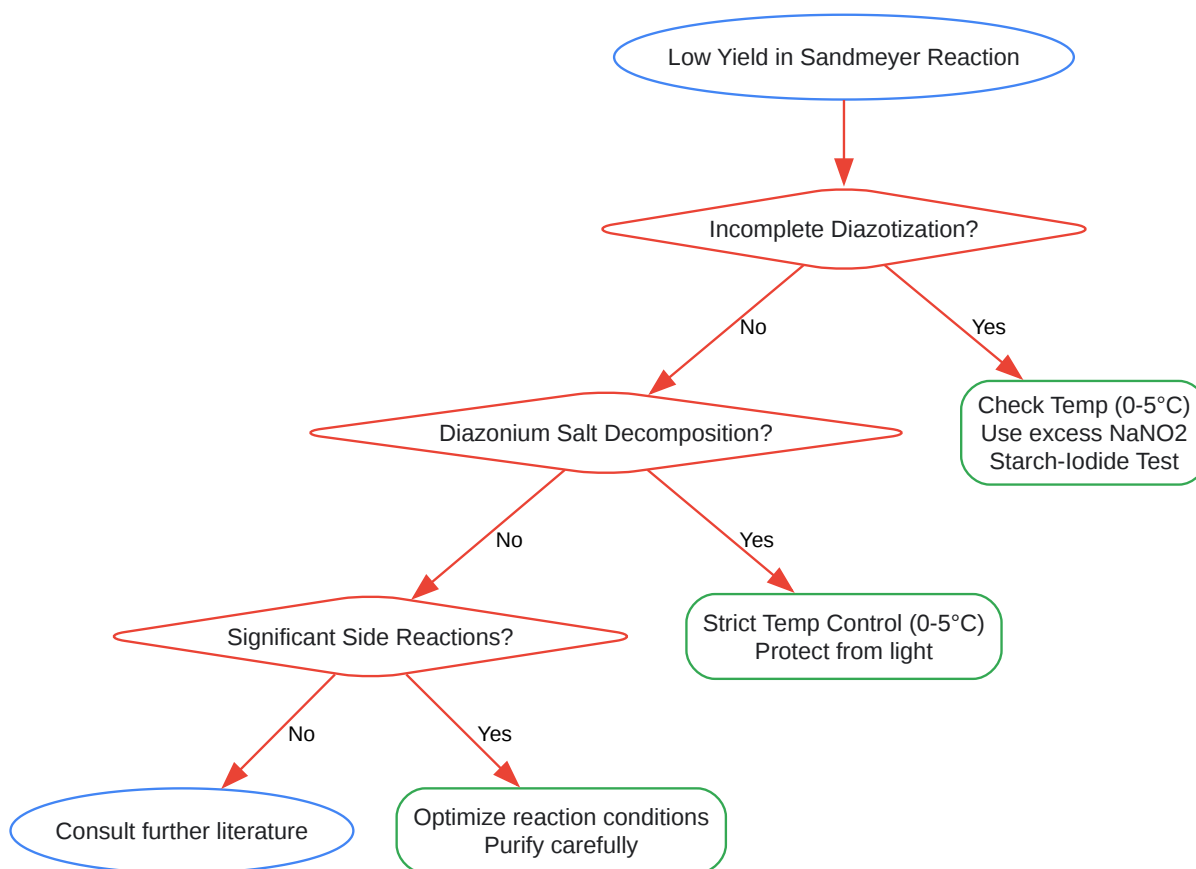 Low Yield in Sandmeyer Reaction
Incomplete Diazotization?
No
Yes
Check Temp (0-5°C)
Use excess NaNO2
Starch-Iodide Test
Diazonium Salt Decomposition?
No
Yes
Strict Temp Control (0-5°C)
Protect from light
Significant Side Reactions?
No
Yes
Consult further literature
Optimize reaction conditions
Purify carefully